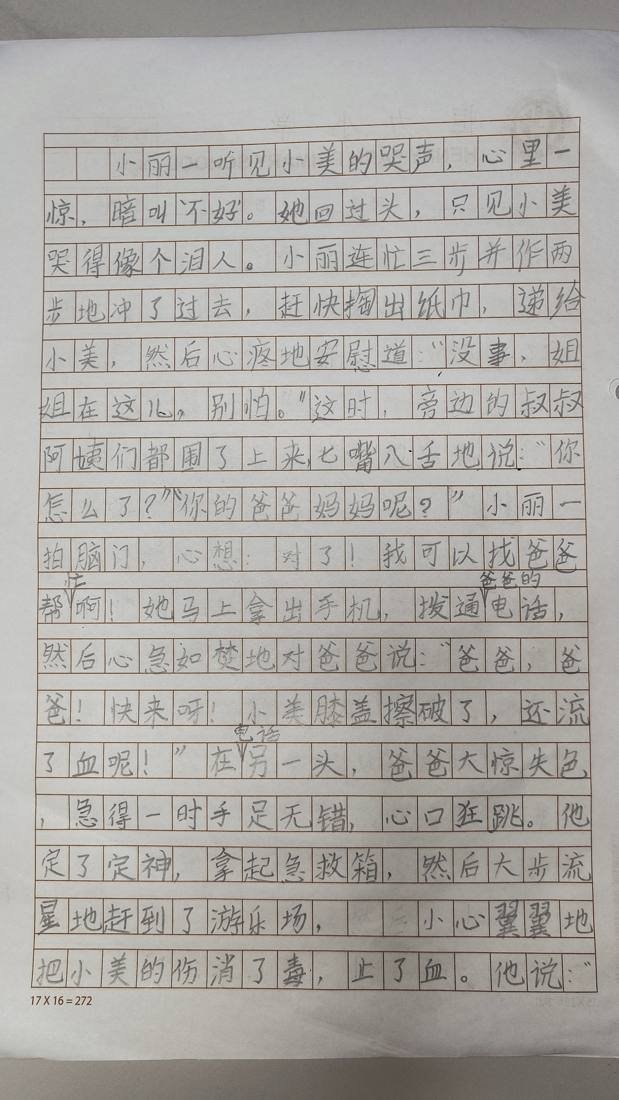 小丽一听见小美的哭声，心里一
惊，暗叫“不好”。她回过头，只见小美
哭得像个泪人。小丽连忙三步并作两
步地冲了过去，赶快掏出纸巾，递给
小美，然后心疼地安慰道：“没事，姐
姐在这儿，别怕。”这时，旁边的叔叔
阿姨们都围了上来，七嘴八舌地说：“你
怎么了？”“你的爸爸妈妈呢？”小丽一
拍脑门，心想：对了！我可以找爸爸
帮忙啊！她马上拿出手机，拨通爸爸的电话，
然后心急如焚地对爸爸说：“爸爸，爸
爸！快来呀！小美膝盖擦破了，还流
了血呢！”在电话另一头，爸爸大惊失色
，急得一时手足无错，心口狂跳。他
定了定神，拿起急救箱，然后大步流
星地赶到了游乐场，小心翼翼地
把小美的伤消了毒，止了血。他说：“
17 X 16 = 272